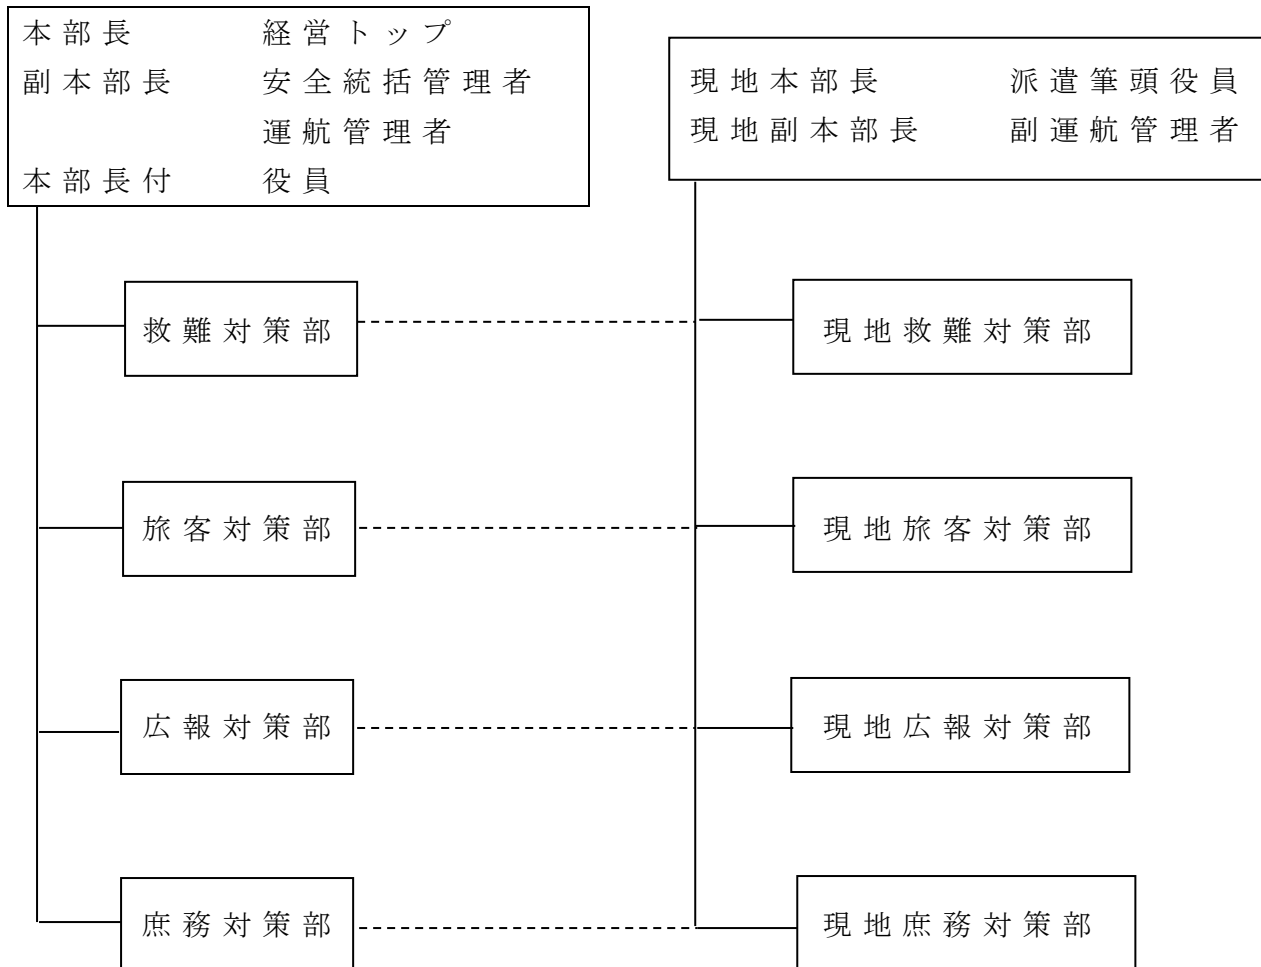 本部長 経営トップ
副本部長 安全統括管理者
運航管理者
本部長付 役員
現地本部長 派遣筆頭役員
現地副本部長 副運航管理者
救難対策部
現地救難対策部
旅客対策部
現地旅客対策部
広報対策部
現地広報対策部
庶務対策部
現地庶務対策部